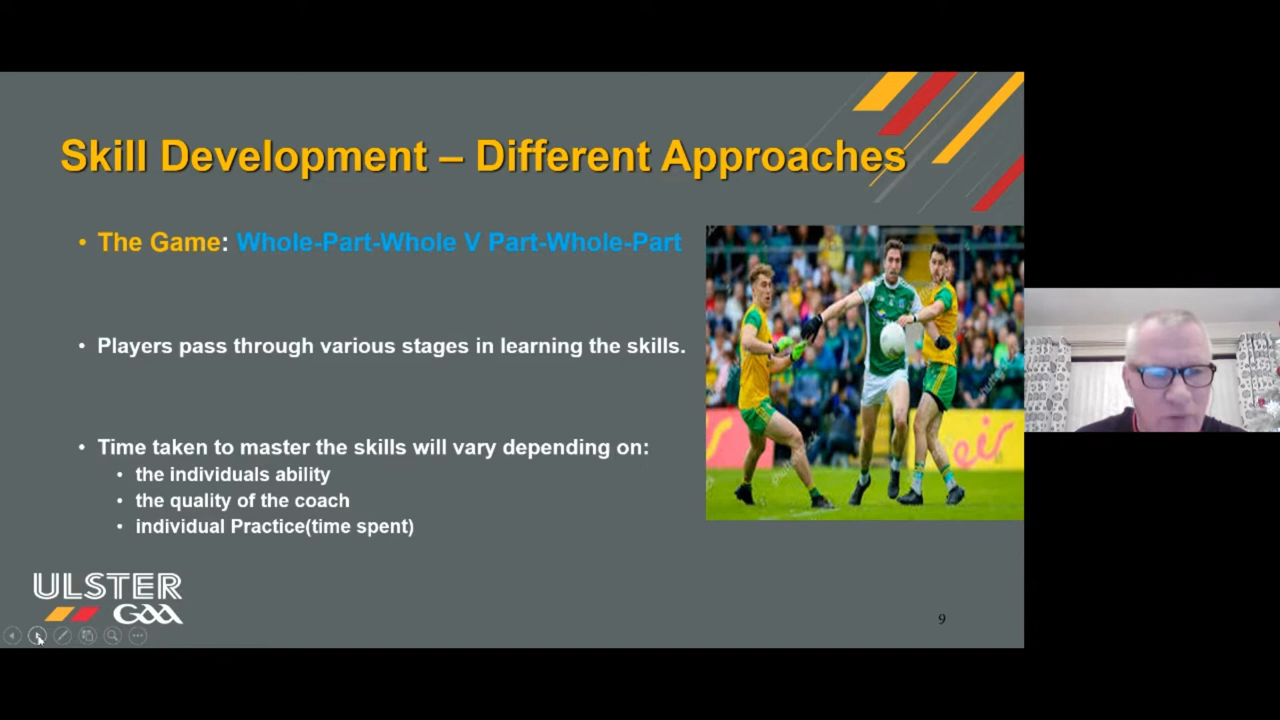 Skill Development – Different Approaches
• The Game: Whole-Part-Whole V Part-Whole-Part
• Players pass through various stages in learning the skills.
• Time taken to master the skills will vary depending on:
• the individuals ability
• the quality of the coach
• individual Practice(time spent)
eir
ULSTER
GAA
9